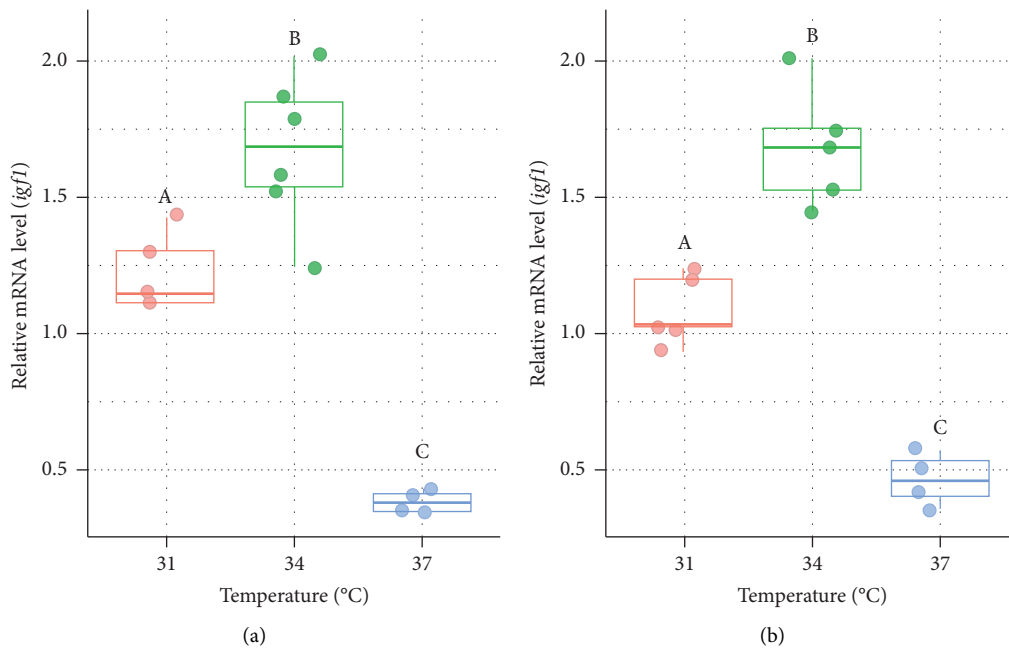 Relative mRNA level (igf1)
2.0
1.5
1.0
0.5
A
B
C
31
34
37
Temperature (°C)
(a)
Relative mRNA level (igf1)
2.0
1.5
1.0
0.5
A
B
C
31
34
37
Temperature (°C)
(b)